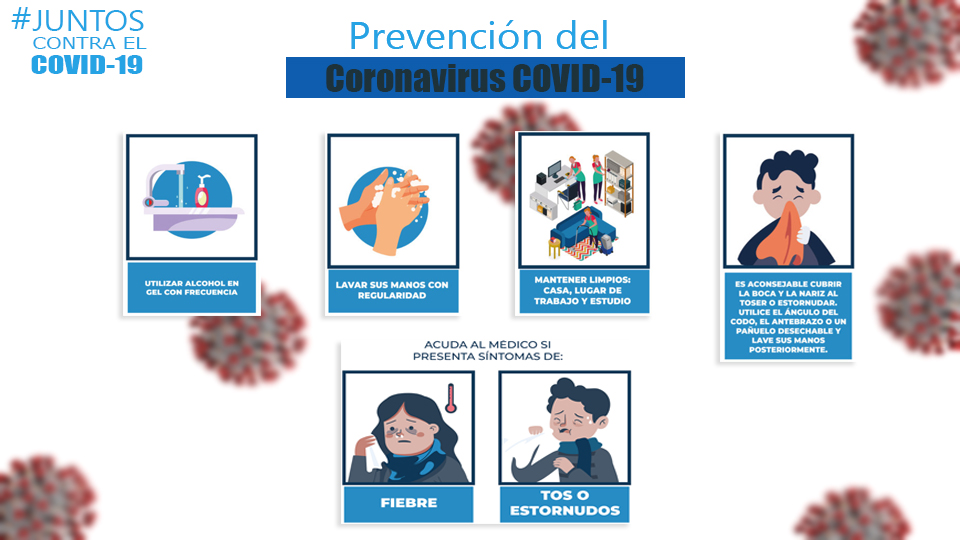 #JUNTOS
CONTRA EL
COVID-19
Prevención del
Coronavirus COVID-19
UTILIZAR ALCOHOL EN
GEL CON FRECUENCIA
LAVAR SUS MANOS CON
REGULARIDAD
MANTENER LIMPIOS:
CASA, LUGAR DE
TRABAJO Y ESTUDIO
ES ACONSEJABLE CUBRIR
LA BOCA Y LA NARIZ AL
TOSER O ESTORNUDAR.
UTILICE EL ÁNGULO DEL
CODO, EL ANTEBRAZO O UN
PAÑUELO DESECHABLE Y
LAVE SUS MANOS
POSTERIORMENTE.
ACUDA AL MEDICO SI
PRESENTA SÍNTOMAS DE:
FIEBRE
TOS O
ESTORNUDOS